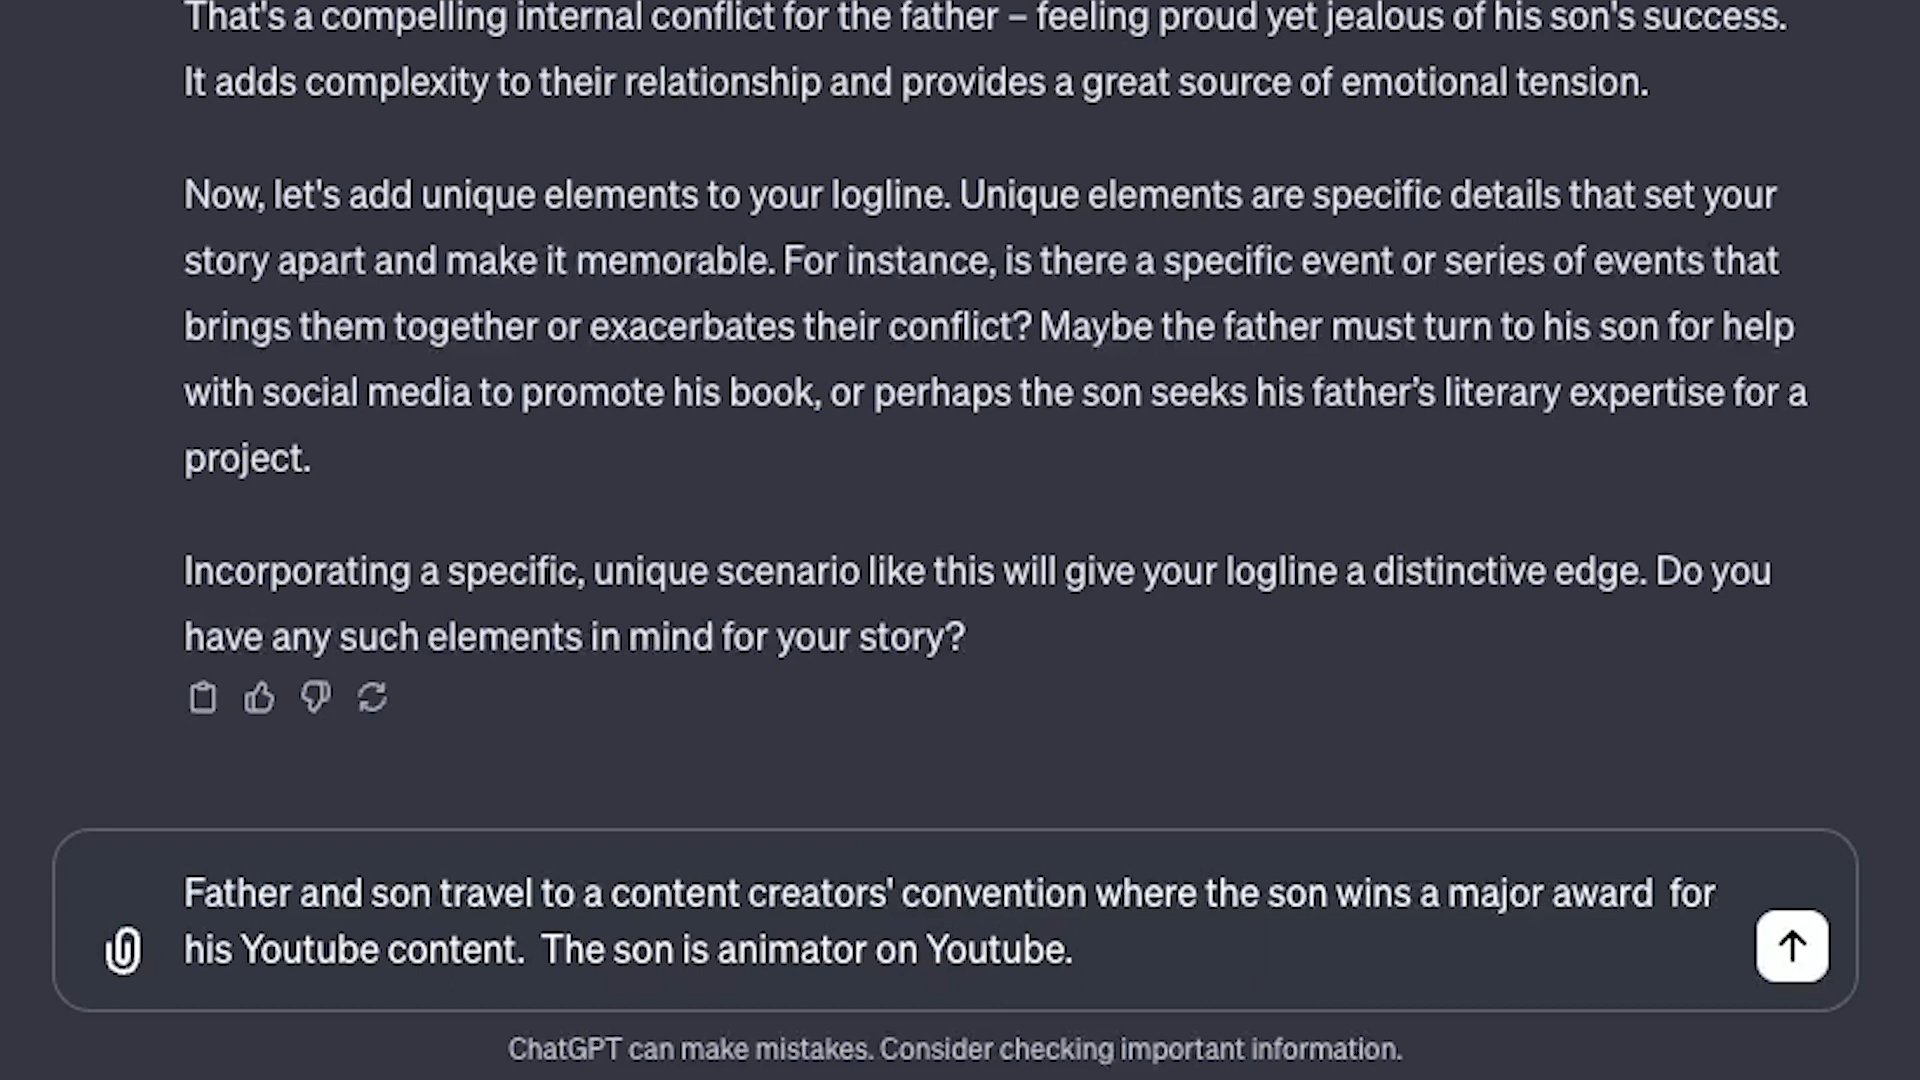 That's a compelling internal conflict for the father – feeling proud yet jealous of his son's success.
It adds complexity to their relationship and provides a great source of emotional tension.
Now, let's add unique elements to your logline. Unique elements are specific details that set your
story apart and make it memorable. For instance, is there a specific event or series of events that
brings them together or exacerbates their conflict? Maybe the father must turn to his son for help
with social media to promote his book, or perhaps the son seeks his father’s literary expertise for a
project.
Incorporating a specific, unique scenario like this will give your logline a distinctive edge. Do you
have any such elements in mind for your story?
Father and son travel to a content creators' convention where the son wins a major award  for
his Youtube content.  The son is animator on Youtube.
ChatGPT can make mistakes. Consider checking important information.